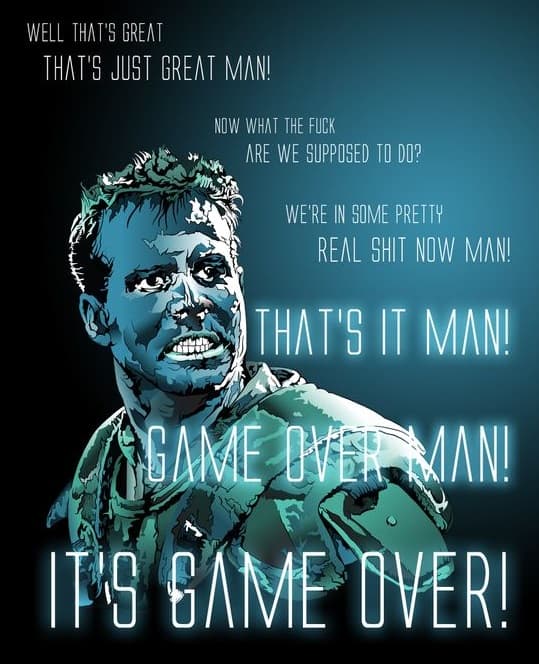 WELL THAT'S GREAT
THAT'S JUST GREAT MAN!
NOW WHAT THE FUCK
ARE WE SUPPOSED TO DO?
WE'RE IN SOME PRETTY
REAL SHIT NOW MAN!
THAT'S IT MAN!
GAME OVER MAN!
IT'S GAME OVER!